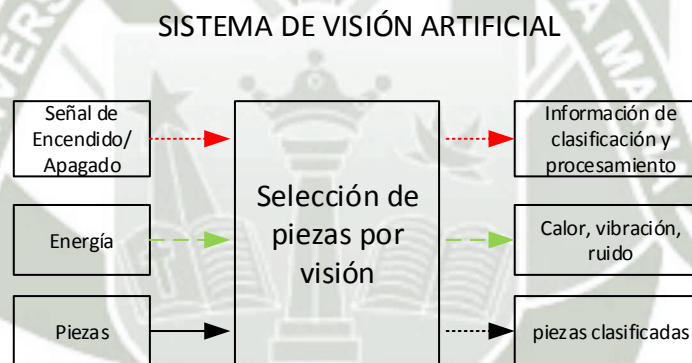 SISTEMA DE VISIÓN ARTIFICIAL
Señal de
Encendido/
Apagado
Selección de
piezas por
visión
Información de
clasificación y
procesamiento
Energía
Calor, vibración,
ruido
Piezas
piezas clasificadas